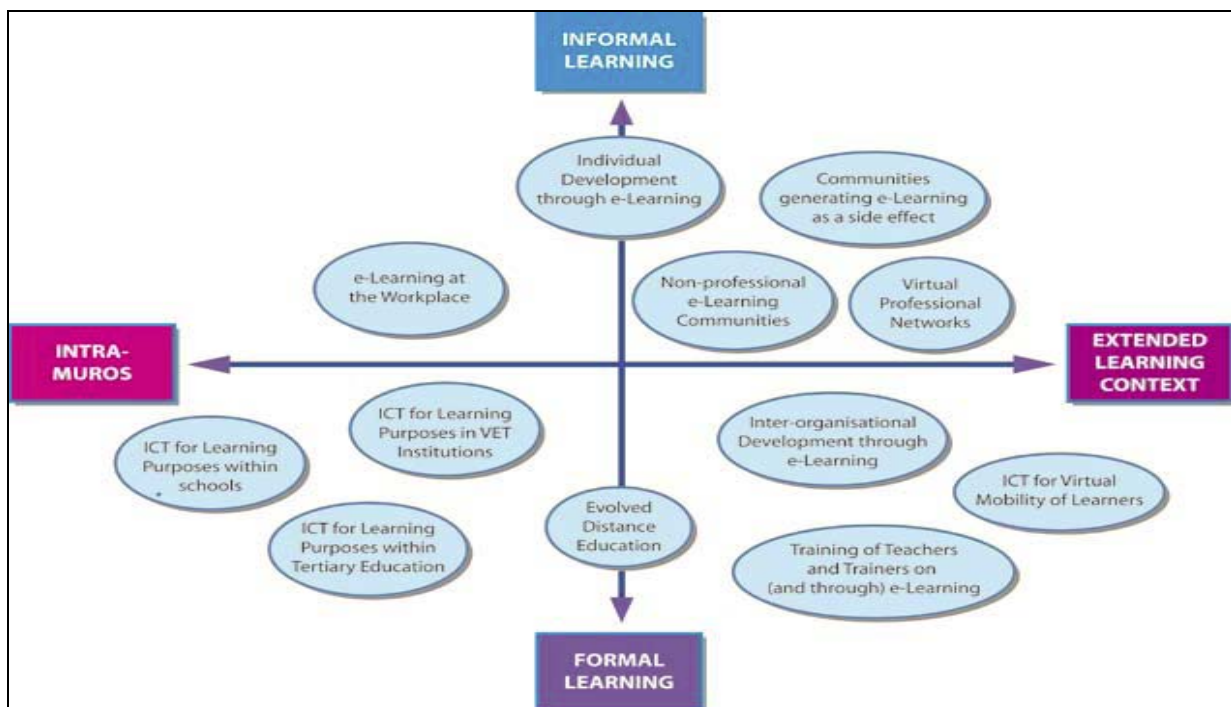 INFORMAL
LEARNING
Individual
Development
through e-Learning
Communities
generating e-Learning
as a side effect
e-Learning at
the Workplace
Non-professional
e-Learning
Communities
Virtual
Professional
Networks
INTRA-
MUROS
EXTENDED
LEARNING
CONTEXT
ICT for Learning
Purposes within
schools
ICT for Learning
Purposes in VET
Institutions
Inter-organisational
Development through
e-Learning
ICT for Virtual
Mobility of Learners
ICT for Learning
Purposes within
Tertiary Education
Evolved
Distance
Education
Training of Teachers
and Trainers on
(and through) e-Learning
FORMAL
LEARNING